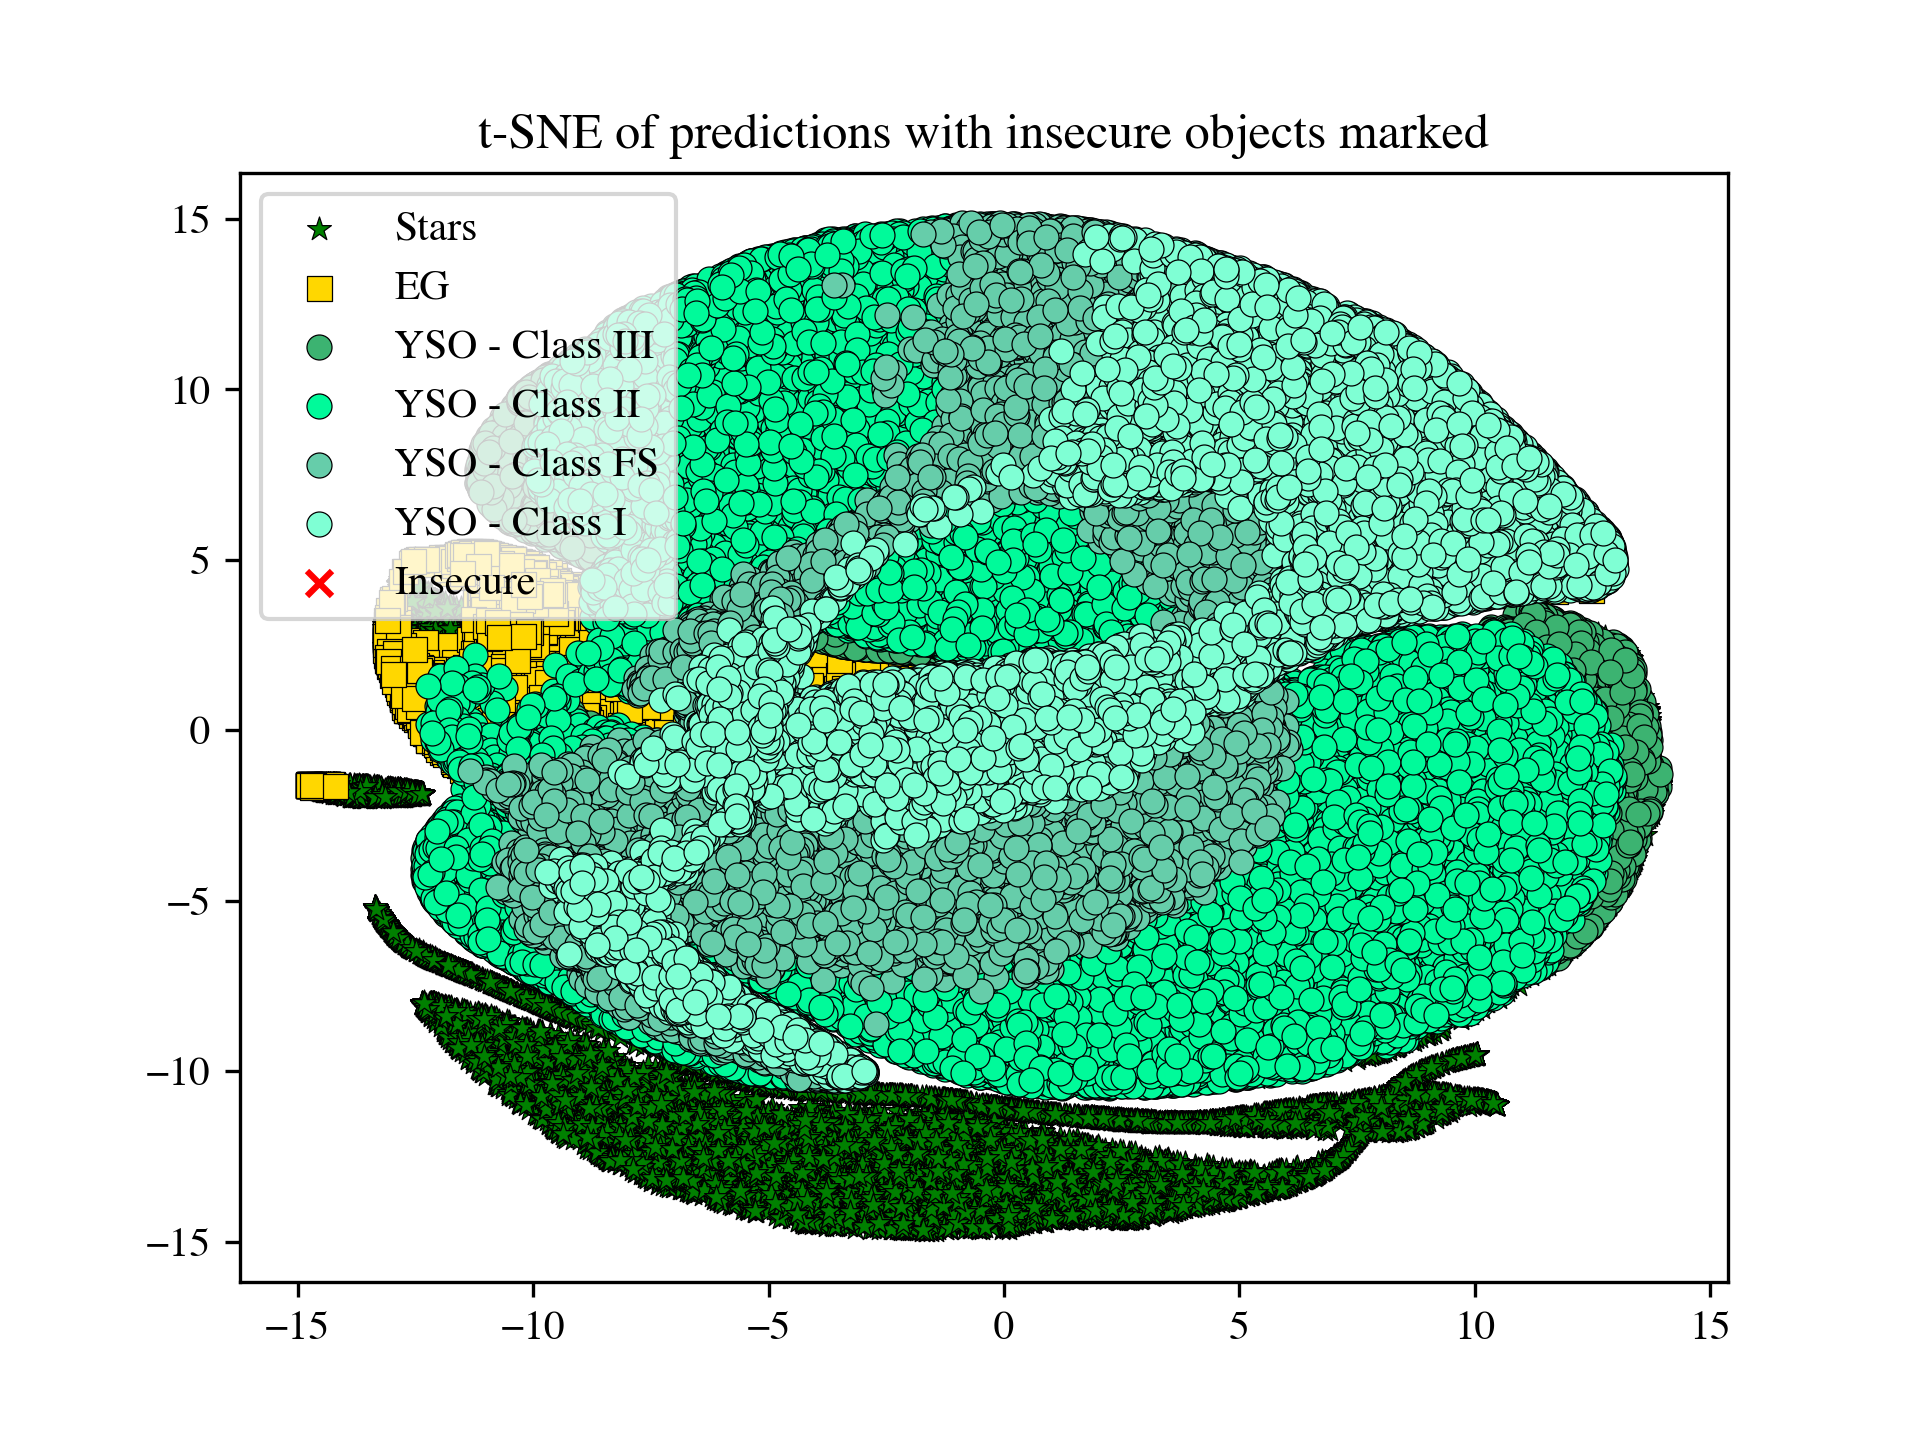 t-SNE of predictions with insecure objects marked
Stars
EG
YSO - Class III
YSO - Class II
YSO - Class FS
YSO - Class I
Insecure
15
10
5
0
−5
−10
−15
−15 −10 −5 0 5 10 15